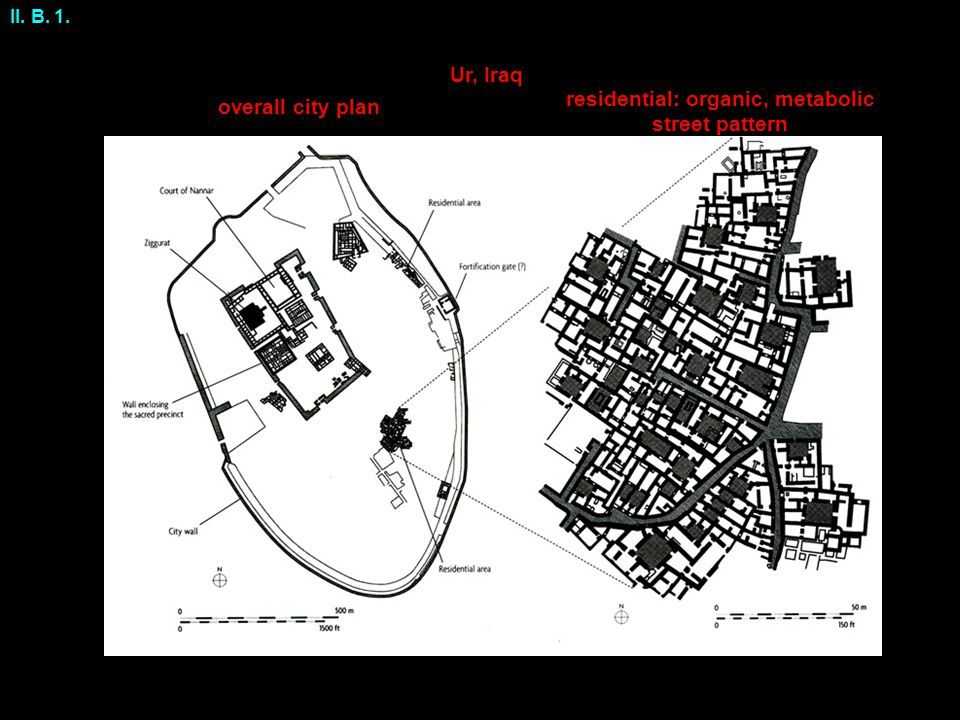 II. B. 1.
Ur, Iraq
overall city plan
residential: organic, metabolic
street pattern
Court of Nannar
Residential area
Ziggurat
Fortification gate (?)
Wall enclosing
the sacred precinct
City wall
Residential area
N
0 500 m
0 1500 ft
N
0 50 m
0 150 ft